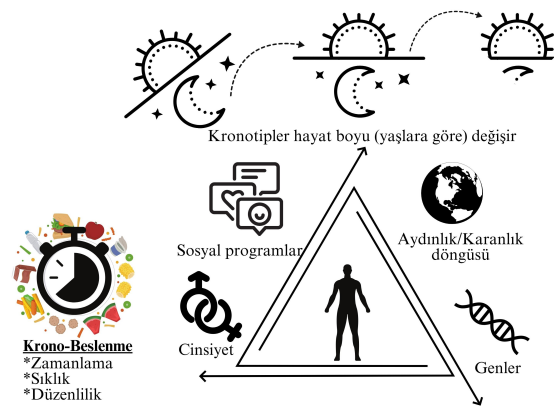 Kronotipler hayat boyu (yaşlara göre) değişir
Sosyal programlar
Aydınlık/Karanlık
döngüsü
Cinsiyet
Genler
Krono-Beslenme
*Zamanlama
*Sıklık
*Düzenlilik